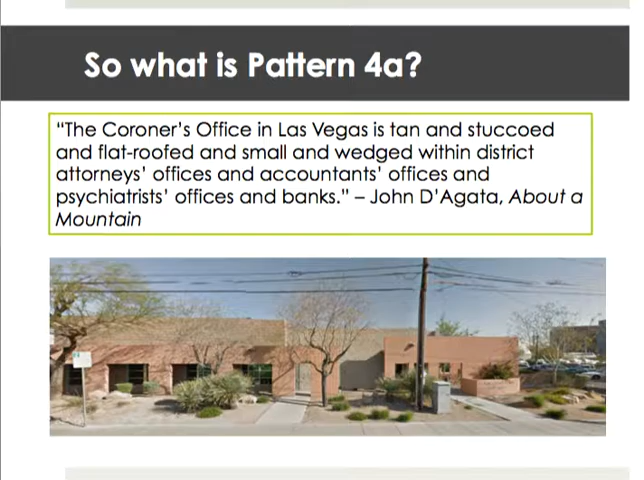 So what is Pattern 4a?
“The Coroner’s Office in Las Vegas is tan and stuccoed
and flat-roofed and small and wedged within district
attorneys’ offices and accountants’ offices and
psychiatrists’ offices and banks.” – John D’Agata, About a
Mountain